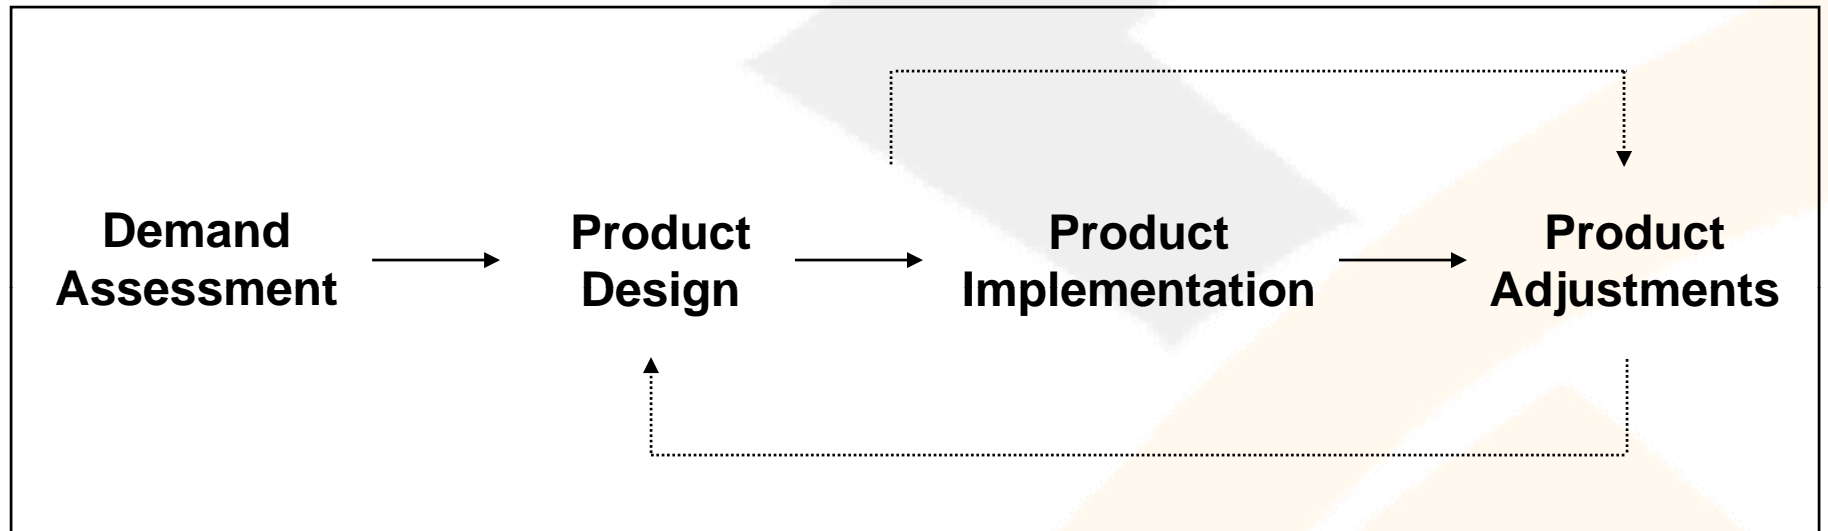 Demand
Assessment
Product
Design
Product
Implementation
Product
Adjustments